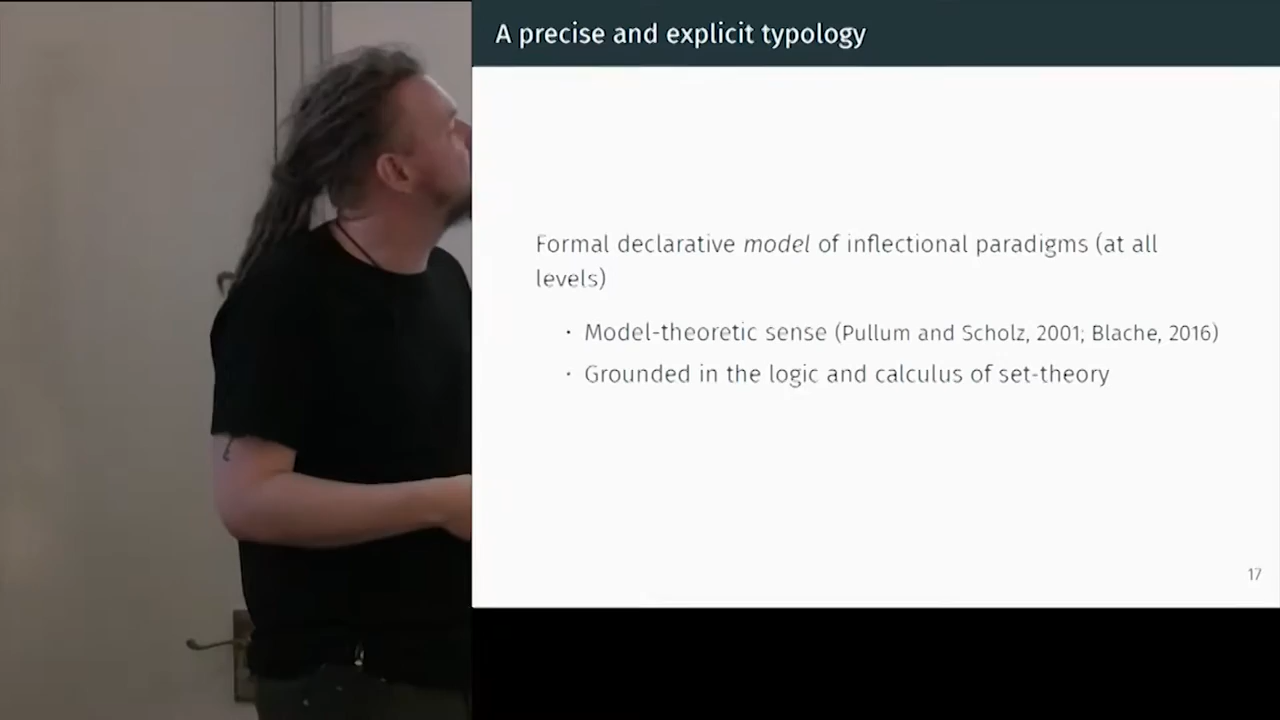 A precise and explicit typology
Formal declarative model of inflectional paradigms (at all
levels)
· Model-theoretic sense (Pullum and Scholz, 2001; Blache, 2016)
· Grounded in the logic and calculus of set-theory
17